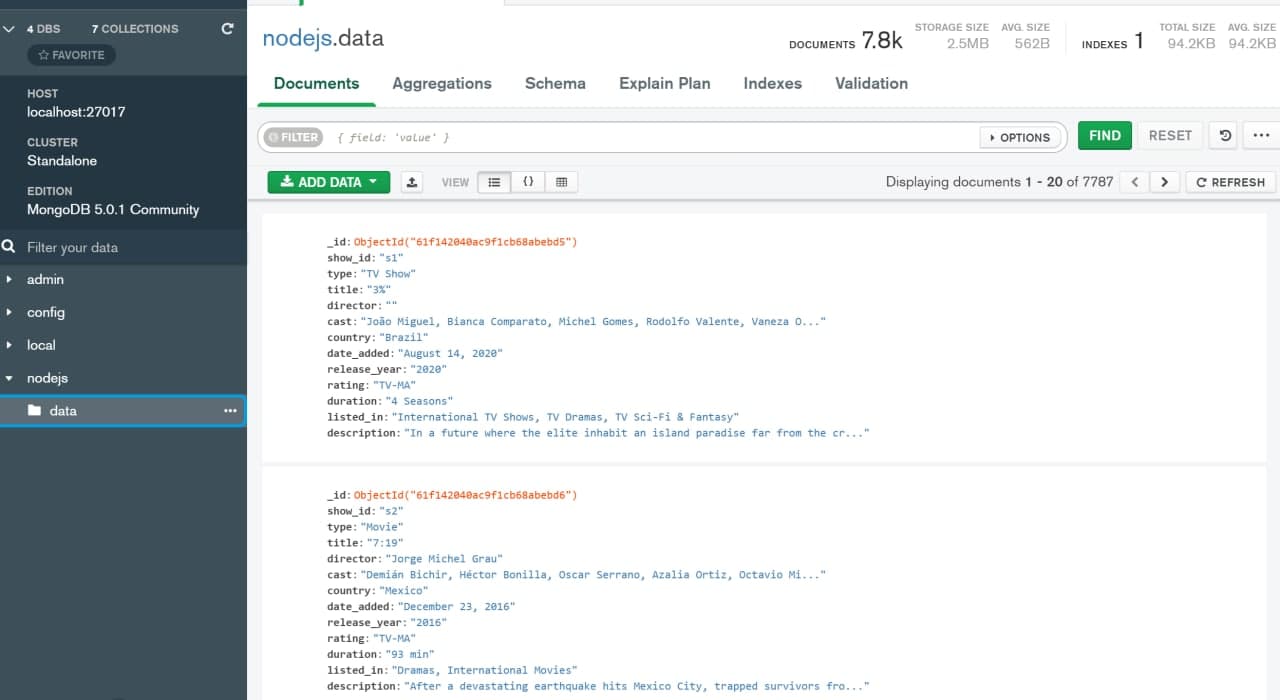 4 DBS 7 COLLECTIONS
FAVORITE
HOST
localhost:27017
CLUSTER
Standalone
EDITION
MongoDB 5.0.1 Community
Filter your data
admin
config
local
nodejs
data
nodejs.data
DOCUMENTS 7.8k
STORAGE SIZE
2.5MB
AVG. SIZE
562B
INDEXES 1
TOTAL SIZE
94.2KB
AVG. SIZE
94.2KB
Documents Aggregations Schema Explain Plan Indexes Validation
FILTER { field: 'value' } OPTIONS FIND RESET
ADD DATA VIEW {} Displaying documents 1 - 20 of 7787 < > REFRESH
_id: ObjectId("61f142040ac9f1cb68abebd5")
show_id: "s1"
type: "TV Show"
title: "3%"
director: ""
cast: "João Miguel, Bianca Comparato, Michel Gomes, Rodolfo Valente, Vaneza O..."
country: "Brazil"
date_added: "August 14, 2020"
release_year: "2020"
rating: "TV-MA"
duration: "4 Seasons"
listed_in: "International TV Shows, TV Dramas, TV Sci-Fi & Fantasy"
description: "In a future where the elite inhabit an island paradise far from the cr..."
_id: ObjectId("61f142040ac9f1cb68abebd6")
show_id: "s2"
type: "Movie"
title: "7:19"
director: "Jorge Michel Grau"
cast: "Demián Bichir, Héctor Bonilla, Oscar Serrano, Azalia Ortiz, Octavio Mi..."
country: "Mexico"
date_added: "December 23, 2016"
release_year: "2016"
rating: "TV-MA"
duration: "93 min"
listed_in: "Dramas, International Movies"
description: "After a devastating earthquake hits Mexico City, trapped survivors fro..."